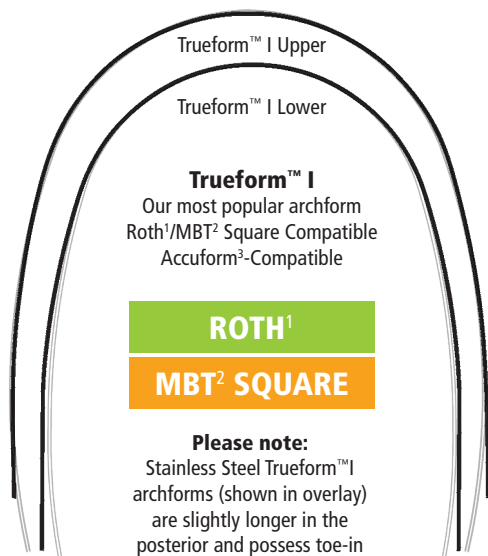 Trueform™ I Upper
Trueform™ I Lower
Trueform™ I
Our most popular archform
Roth¹/MBT² Square Compatible
Accuform³-Compatible
ROTH¹
MBT² SQUARE
Please note:
Stainless Steel Trueform™I
archforms (shown in overlay)
are slightly longer in the
posterior and possess toe-in